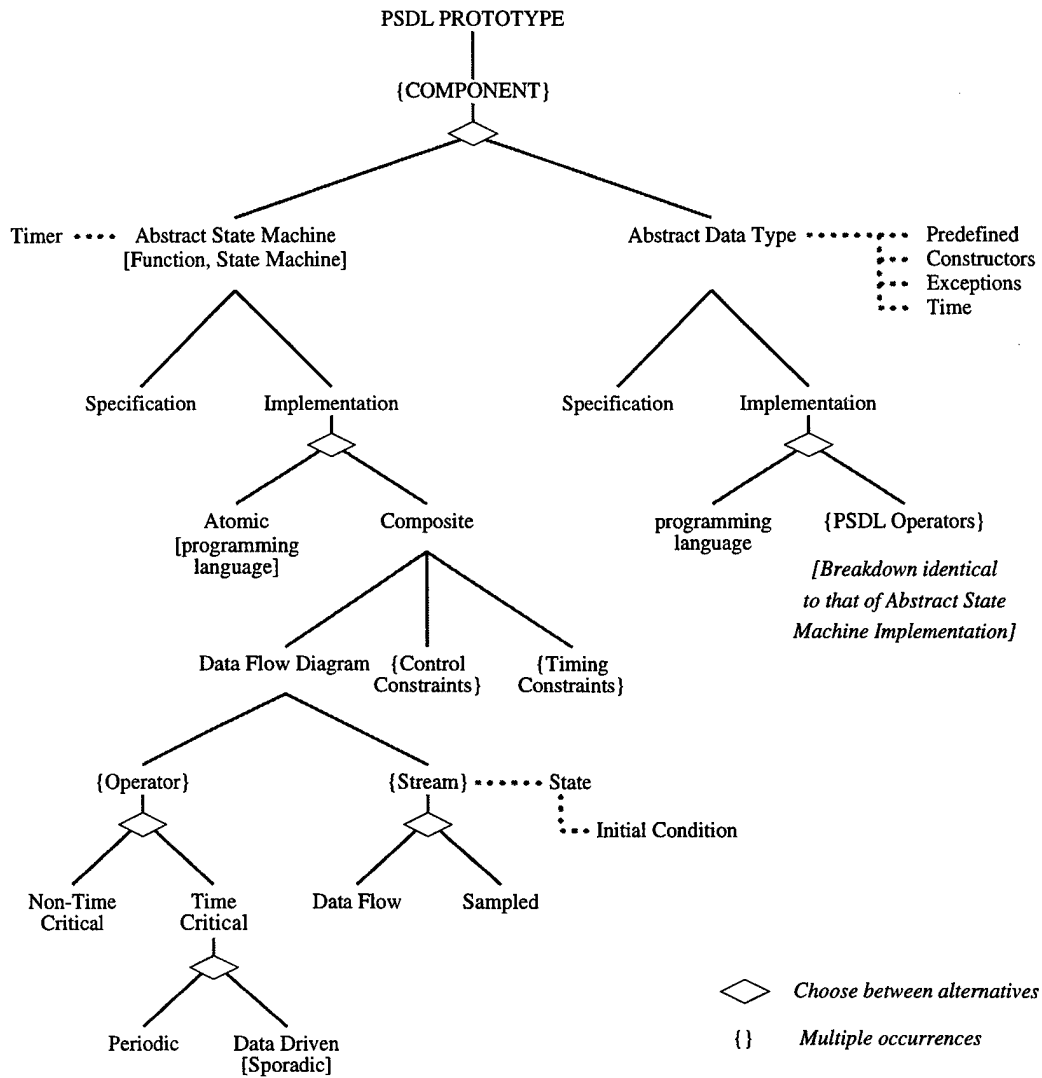 PSDL PROTOTYPE
{COMPONENT}
Timer
Abstract State Machine
[Function, State Machine]
Abstract Data Type
Predefined
Constructors
Exceptions
Time
Specification
Implementation
Specification
Implementation
Atomic
[programming
language]
Composite
programming
language
{PSDL Operators}
[Breakdown identical
to that of Abstract State
Machine Implementation]
Data Flow Diagram
{Control
Constraints}
{Timing
Constraints}
{Operator}
{Stream}
State
Initial Condition
Non-Time
Critical
Time
Critical
Data Flow
Sampled
Periodic
Data Driven
[Sporadic]
Choose between alternatives
{} Multiple occurrences